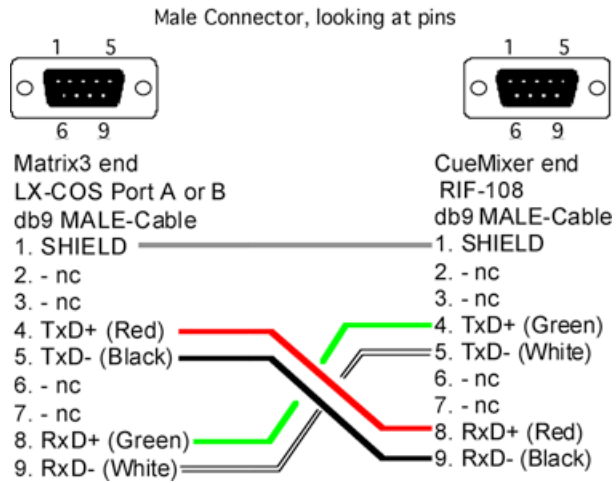 Male Connector, looking at pins
1 5
6 9
1 5
6 9
Matrix3 end
LX-COS Port A or B
db9 MALE-Cable
1. SHIELD
2. - nc
3. - nc
4. TxD+ (Red)
5. TxD- (Black)
6. - nc
7. - nc
8. RxD+ (Green)
9. RxD- (White)
CueMixer end
RIF-108
db9 MALE-Cable
1. SHIELD
2. - nc
3. - nc
4. TxD+ (Green)
5. TxD- (White)
6. - nc
7. - nc
8. RxD+ (Red)
9. RxD- (Black)